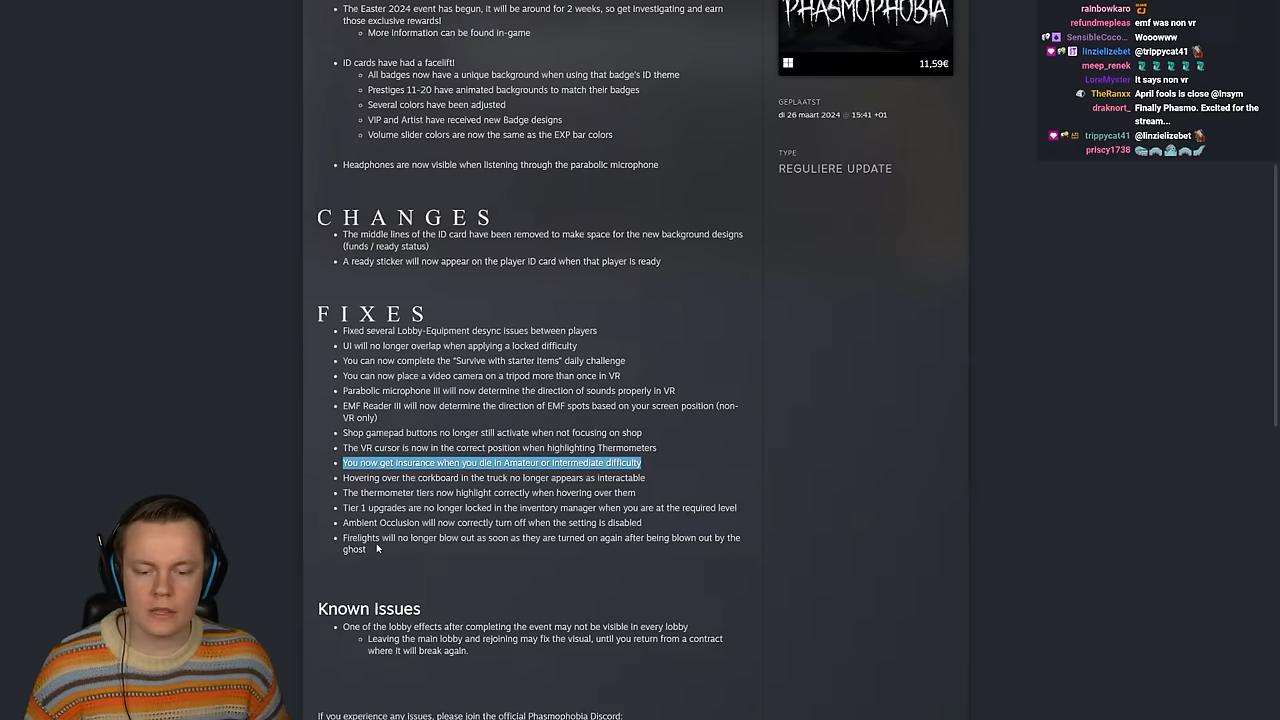 The Easter 2024 event has begun, it will be around for 2 weeks, so get investigating and earn
those exclusive rewards!
More information can be found in-game
ID cards have had a facelift!
All badges now have a unique background when using that badge's ID theme
Prestiges 11-20 have animated backgrounds to match their badges
Several colors have been adjusted
VIP and Artist have received new Badge designs
Volume slider colors are now the same as the EXP bar colors
Headphones are now visible when listening through the parabolic microphone
CHANGES
The middle lines of the ID card have been removed to make space for the new background designs
(funds / ready status)
A ready sticker will now appear on the player ID card when that player is ready
FIXES
Fixed several Lobby-Equipment desync issues between players
UI will no longer overlap when applying a locked difficulty
You can now complete the "Survive with starter items" daily challenge
You can now place a video camera on a tripod more than once in VR
Parabolic microphone III will now determine the direction of sounds properly in VR
EMF Reader III will now determine the direction of EMF spots based on your screen position (non-
VR only)
Shop gamepad buttons no longer still activate when not focusing on shop
The VR cursor is now in the correct position when highlighting Thermometers
You now get insurance when you die in Amateur or Intermediate difficulty
Hovering over the corkboard in the truck no longer appears as interactable
The thermometer tiers now highlight correctly when hovering over them
Tier 1 upgrades are no longer locked in the inventory manager when you are at the required level
Ambient Occlusion will now correctly turn off when the setting is disabled
Firelights will no longer blow out as soon as they are turned on again after being blown out by the
ghost
Known Issues
One of the lobby effects after completing the event may not be visible in every lobby
Leaving the main lobby and rejoining may fix the visual, until you return from a contract
where it will break again.
If you experience any issues, please join the official Phasmophobia Discord:
PHASMOPHOBIA
11,59€
GEPLAATST
di 26 maart 2024 @ 15:41 +01
TYPE
REGULIERE UPDATE
rainbowkaro
refundmepleas emf was non vr
SensibleCoco... Wooowww
linzielizebet @trippycat41
meep_renek
LoreMyster It says non vr
TheRanxx April fools is close @Insym
draknort_ Finally Phasmo. Excited for the
stream...
trippycat41 @linzielizebet
priscy1738